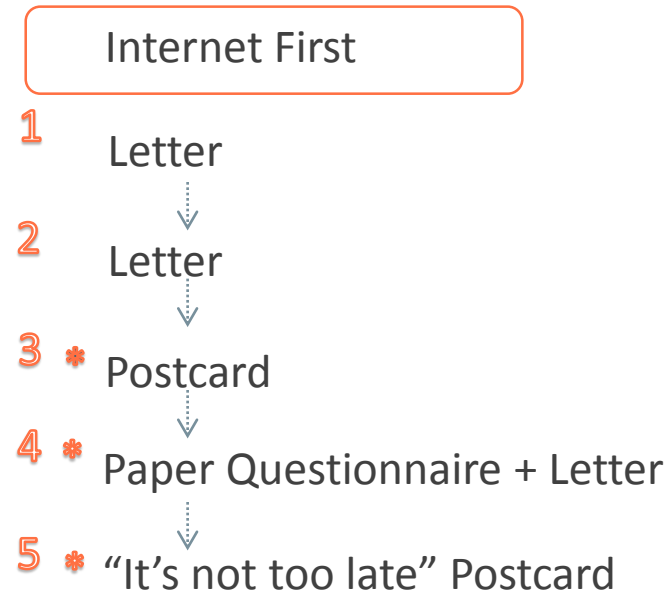 Internet First
1 Letter
2 Letter
3 * Postcard
4 * Paper Questionnaire + Letter
5 * “It’s not too late” Postcard